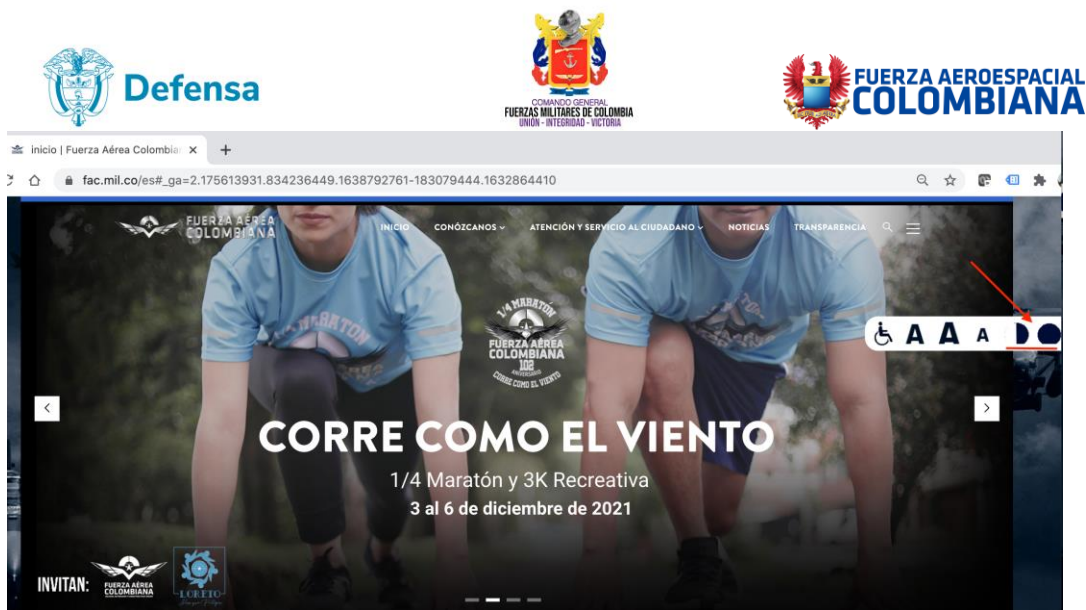 Defensa
COMANDO GENERAL
FUERZAS MILITARES DE COLOMBIA
UNIÓN - INTEGRIDAD - VICTORIA
FUERZA AEROESPACIAL
COLOMBIANA
inicio | Fuerza Aérea Colombia
fac.mil.co/es#_ga=2.175613931.834236449.1638792761-183079444.1632864410
FUERZA AÉREA
COLOMBIANA
INICIO CONÓZCANOS ATENCIÓN Y SERVICIO AL CIUDADANO NOTICIAS TRANSPARENCIA
A A A
1/4 MARATÓN
FUERZA AÉREA
COLOMBIANA
102
ANIVERSARIO
CORRE COMO EL VIENTO
CORRE COMO EL VIENTO
1/4 Maratón y 3K Recreativa
3 al 6 de diciembre de 2021
INVITAN:
FUERZA AÉREA
COLOMBIANA
LORETO